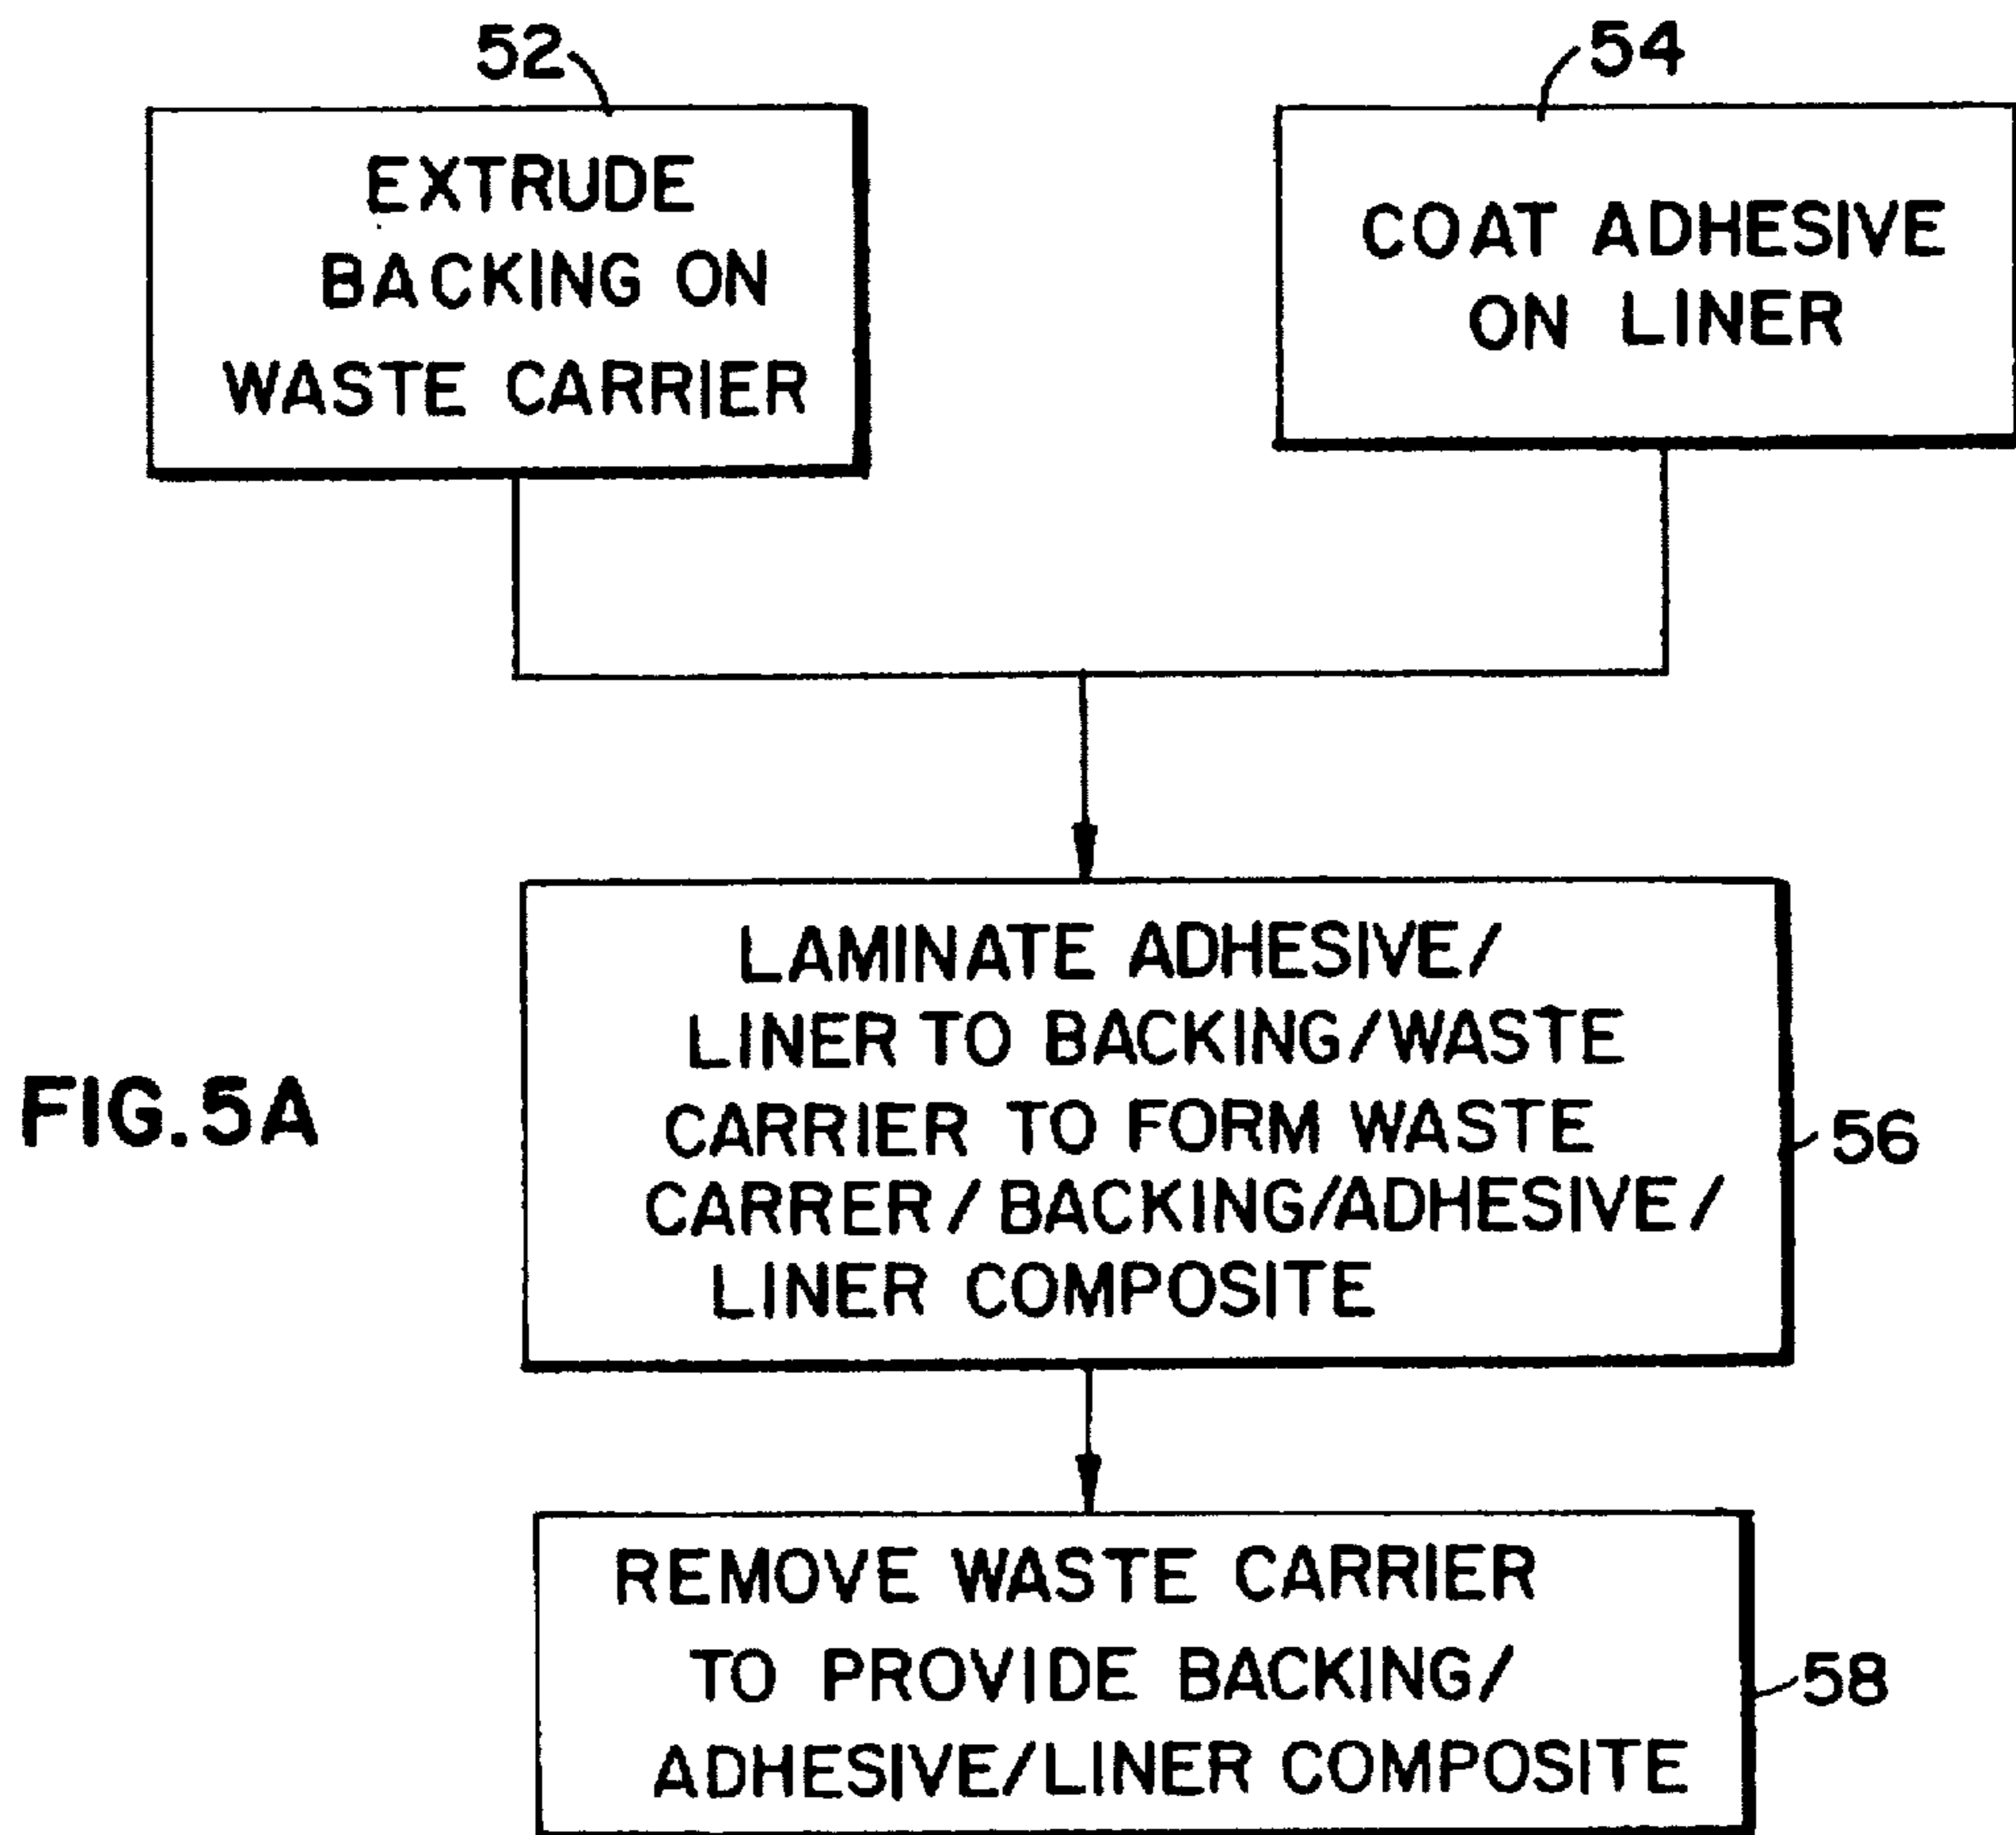 52
EXTRUDE
BACKING ON
WASTE CARRIER
54
COAT ADHESIVE
ON LINER
LAMINATE ADHESIVE/
LINER TO BACKING/WASTE
CARRIER TO FORM WASTE
CARRER/BACKING/ADHESIVE/
LINER COMPOSITE
56
FIG.5A
REMOVE WASTE CARRIER
TO PROVIDE BACKING/
ADHESIVE/LINER COMPOSITE
58